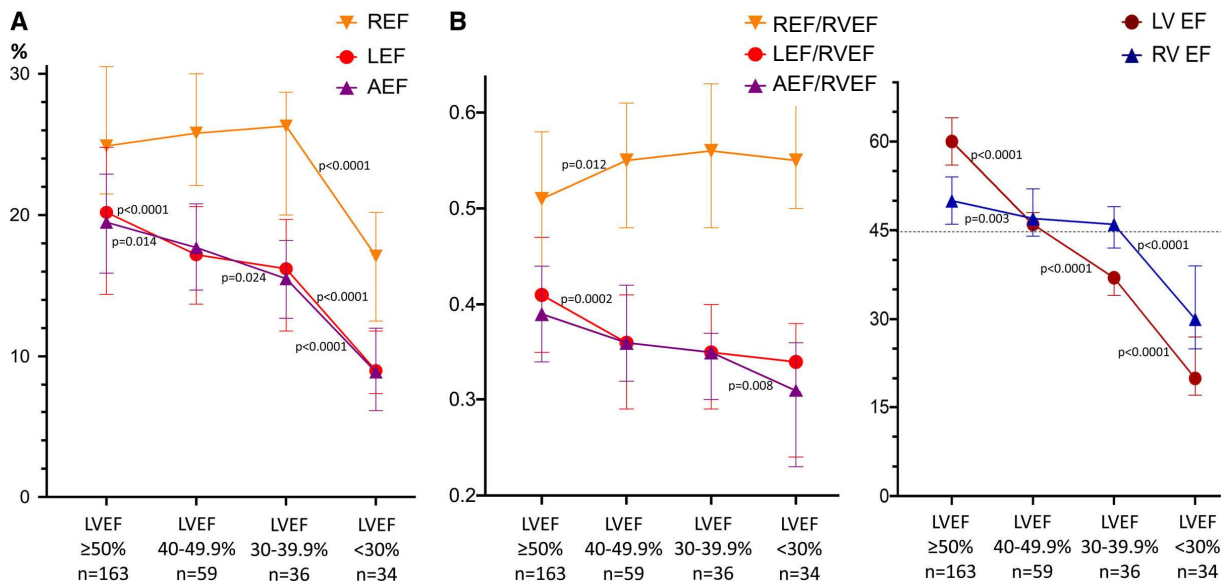 A
%
REF
LEF
AEF
30
20
10
0
p<0.0001
p=0.014
p=0.024
p<0.0001
p<0.0001
p<0.0001
LVEF
≥50%
n=163
LVEF
40-49.9%
n=59
LVEF
30-39.9%
n=36
LVEF
<30%
n=34
B
REF/RVEF
LEF/RVEF
AEF/RVEF
0.6
0.5
0.4
0.3
0.2
p=0.012
p=0.0002
p=0.008
LVEF
≥50%
n=163
LVEF
40-49.9%
n=59
LVEF
30-39.9%
n=36
LVEF
<30%
n=34
LV EF
RV EF
60
45
30
15
0
p<0.0001
p=0.003
p<0.0001
p<0.0001
p<0.0001
LVEF
≥50%
n=163
LVEF
40-49.9%
n=59
LVEF
30-39.9%
n=36
LVEF
<30%
n=34